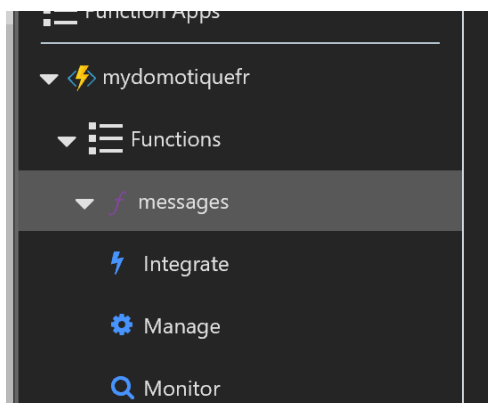 Function Apps
mydomotiquefr
Functions
messages
Integrate
Manage
Monitor